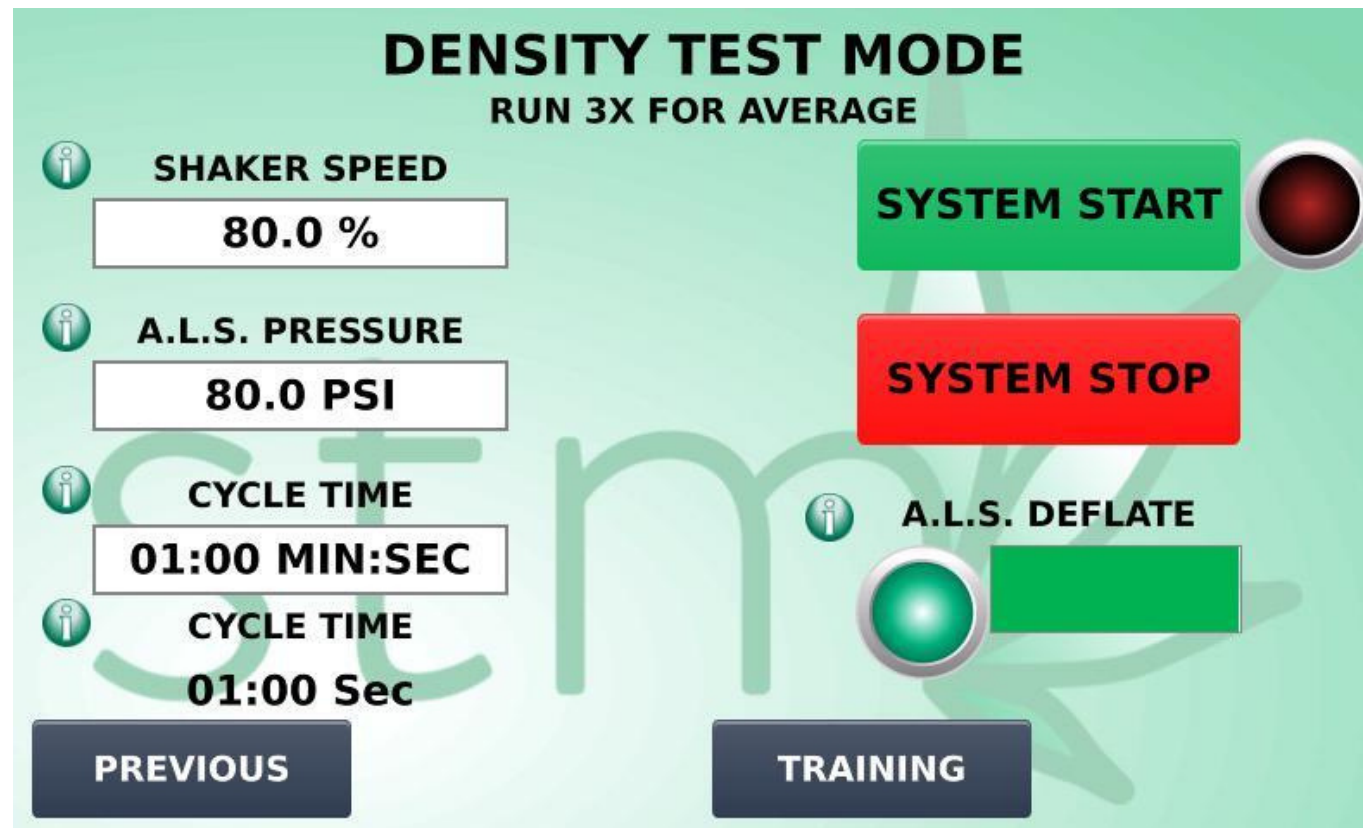 DENSITY TEST MODE
RUN 3X FOR AVERAGE
SHAKER SPEED
80.0 %
A.L.S. PRESSURE
80.0 PSI
CYCLE TIME
01:00 MIN:SEC
CYCLE TIME
01:00 Sec
SYSTEM START
SYSTEM STOP
A.L.S. DEFLATE
stm
PREVIOUS
TRAINING